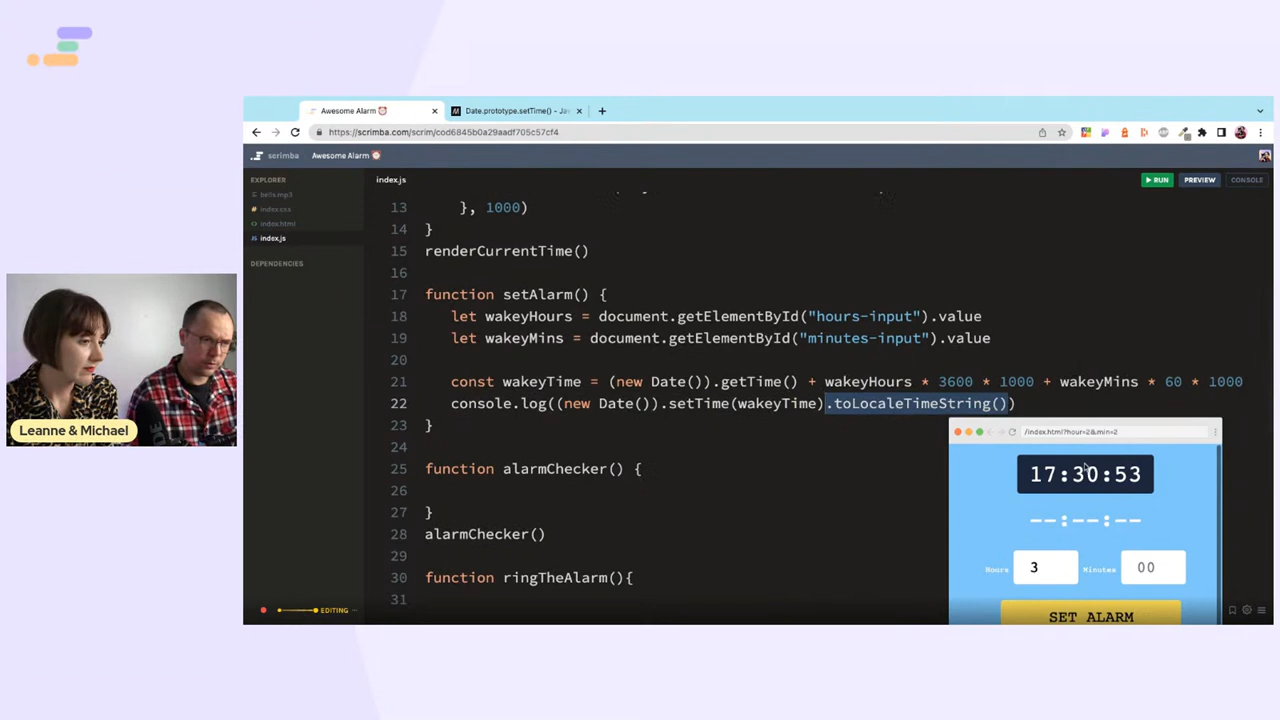 Awesome Alarm ⏰
Date.prototype.setTime() - Ja
https://scrimba.com/scrim/cod6845b0a29aadf705c57cf4
scrimba
Awesome Alarm ⏰
EXPLORER
bells.mp3
index.css
index.html
index.js
DEPENDENCIES
index.js
RUN
PREVIEW
CONSOLE
13 }, 1000)
14 }
15 renderCurrentTime()
16
17 function setAlarm() {
18 let wakeyHours = document.getElementById("hours-input").value
19 let wakeyMins = document.getElementById("minutes-input").value
20
21 const wakeyTime = (new Date()).getTime() + wakeyHours * 3600 * 1000 + wakeyMins * 60 * 1000
22 console.log((new Date()).setTime(wakeyTime).toLocaleTimeString())
23 }
24
25 function alarmChecker() {
26
27 }
28 alarmChecker()
29
30 function ringTheAlarm(){
31
/index.html?hour=2&min=2
17:30:53
--:--:--
Hours 3 Minutes 00
SET ALARM
EDITING
Leanne & Michael